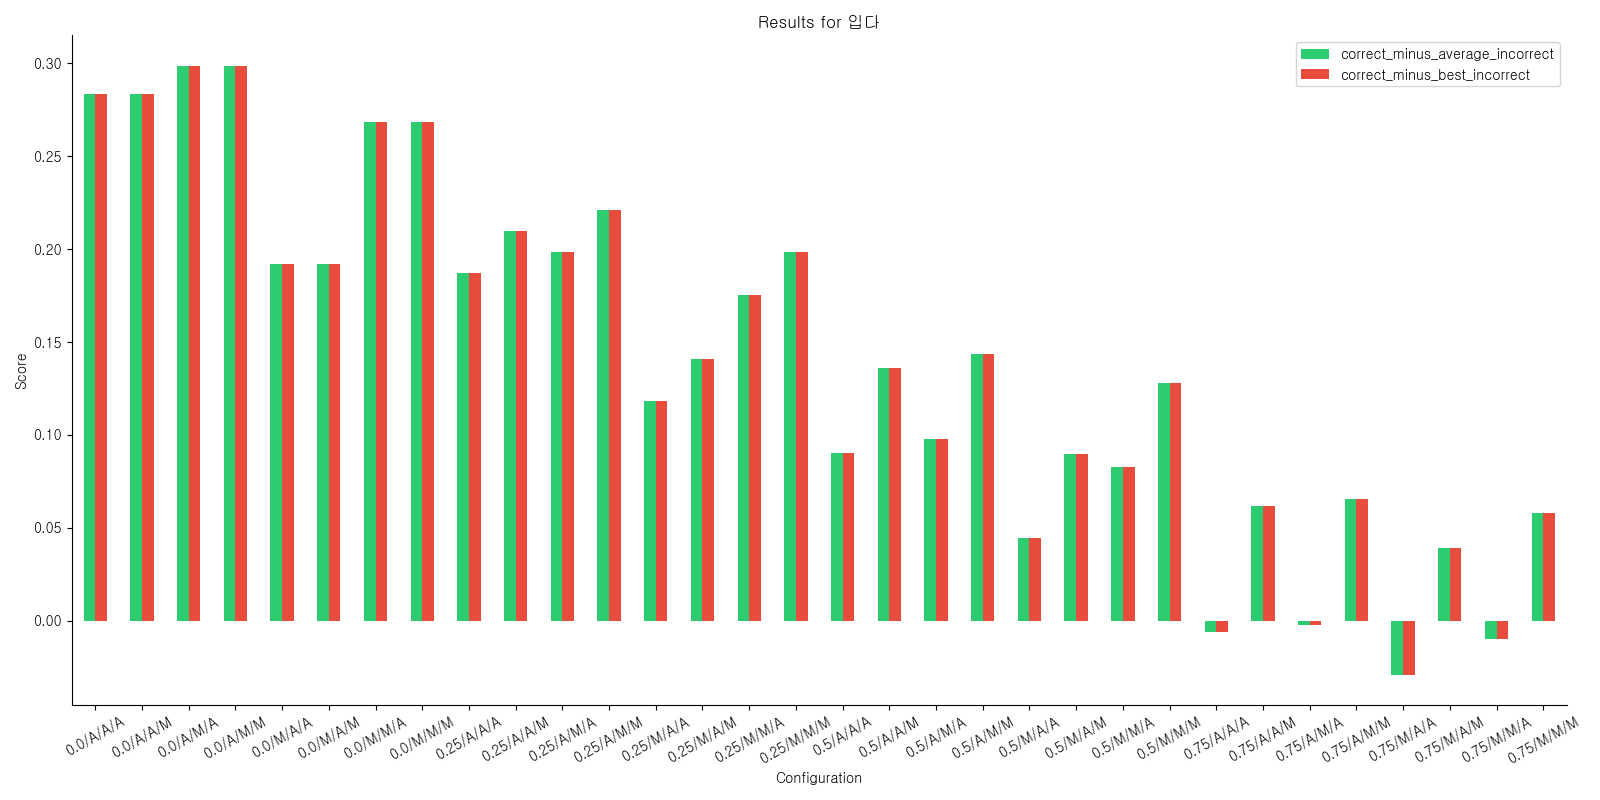 Results for 입다
correct_minus_average_incorrect
correct_minus_best_incorrect
0.30
0.25
0.20
0.15
0.10
0.05
0.00
Score
0.0/A/A/A
0.0/A/A/M
0.0/A/M/A
0.0/A/M/M
0.0/M/A/A
0.0/M/A/M
0.0/M/M/A
0.0/M/M/M
0.25/A/A/A
0.25/A/A/M
0.25/A/M/A
0.25/A/M/M
0.25/M/A/A
0.25/M/A/M
0.25/M/M/A
0.25/M/M/M
0.5/A/A/A
0.5/A/A/M
0.5/A/M/A
0.5/A/M/M
0.5/M/A/A
0.5/M/A/M
0.5/M/M/A
0.5/M/M/M
0.75/A/A/A
0.75/A/A/M
0.75/A/M/A
0.75/A/M/M
0.75/M/A/A
0.75/M/A/M
0.75/M/M/A
0.75/M/M/M
Configuration